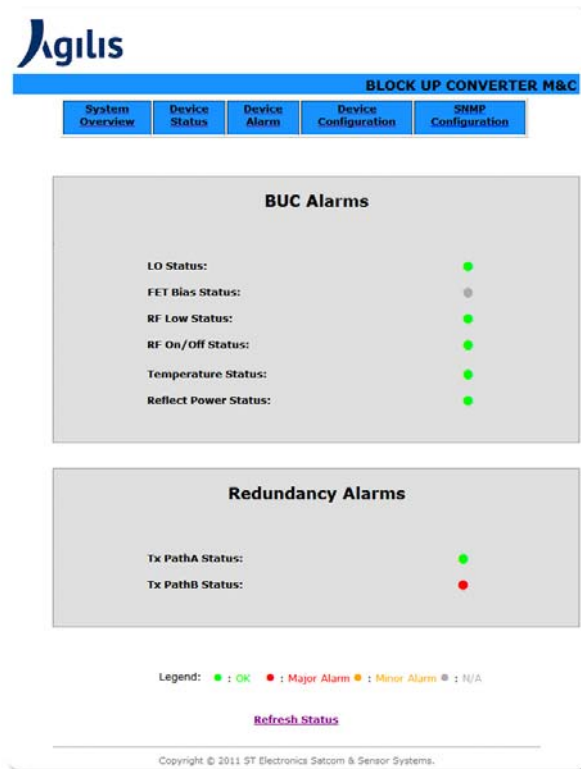 Agilis
BLOCK UP CONVERTER M&C
System Overview
Device Status
Device Alarm
Device Configuration
SNMP Configuration
BUC Alarms
LO Status:
FET Bias Status:
RF Low Status:
RF On/Off Status:
Temperature Status:
Reflect Power Status:
Redundancy Alarms
Tx PathA Status:
Tx PathB Status:
Legend: : OK : Major Alarm : Minor Alarm : N/A
Refresh Status
Copyright © 2011 ST Electronics Satcom & Sensor Systems.